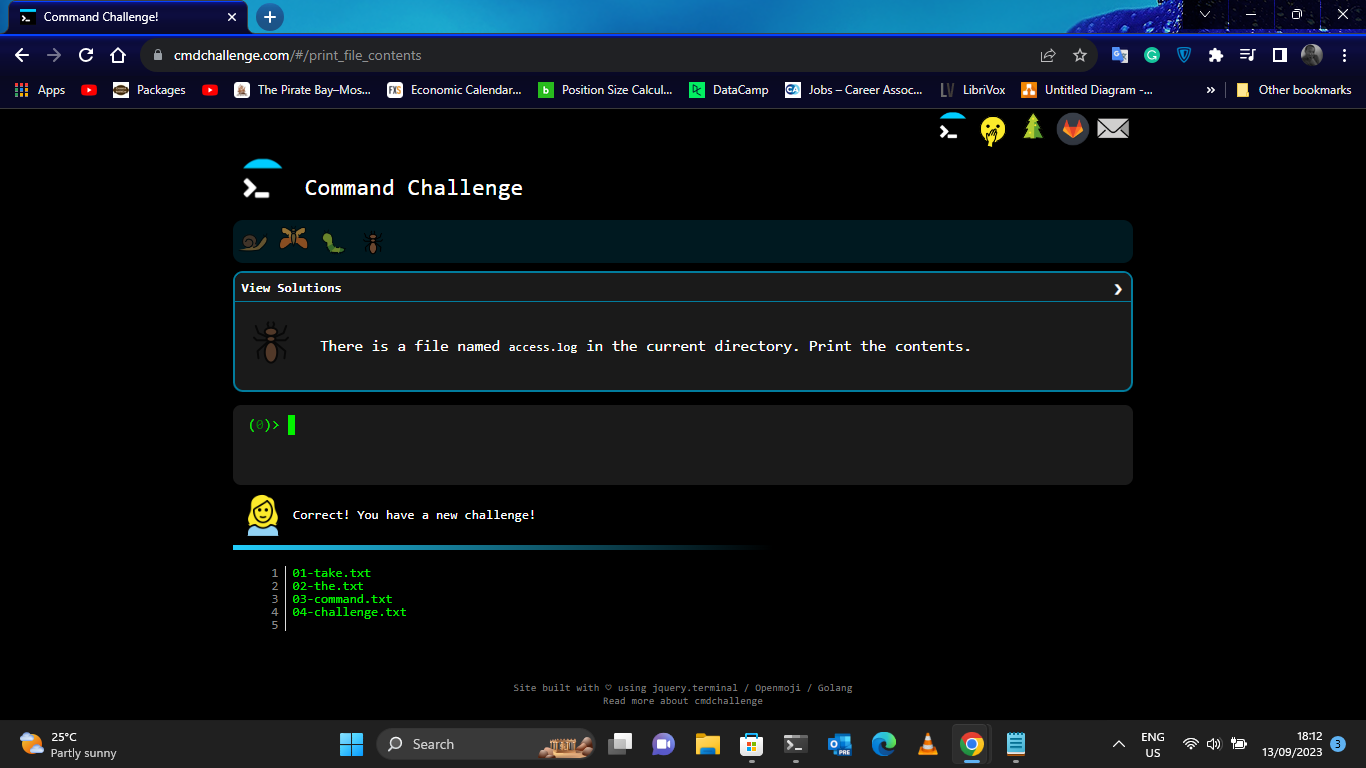 Command Challenge!
cmdchallenge.com/#/print_file_contents
Apps
Packages
The Pirate Bay–Mos...
FXS
Economic Calendar...
b
Position Size Calcul...
DataCamp
CA
Jobs – Career Assoc...
LV
LibriVox
Untitled Diagram -...
»
Other bookmarks
Command Challenge
View Solutions
There is a file named access.log in the current directory. Print the contents.
(0)>
Correct! You have a new challenge!
1 01-take.txt
2 02-the.txt
3 03-command.txt
4 04-challenge.txt
5
Site built with ♡ using jquery.terminal / Openmoji / Golang
Read more about cmdchallenge
25°C
Partly sunny
Search
PRE
ENG
US
18:12
13/09/2023
3